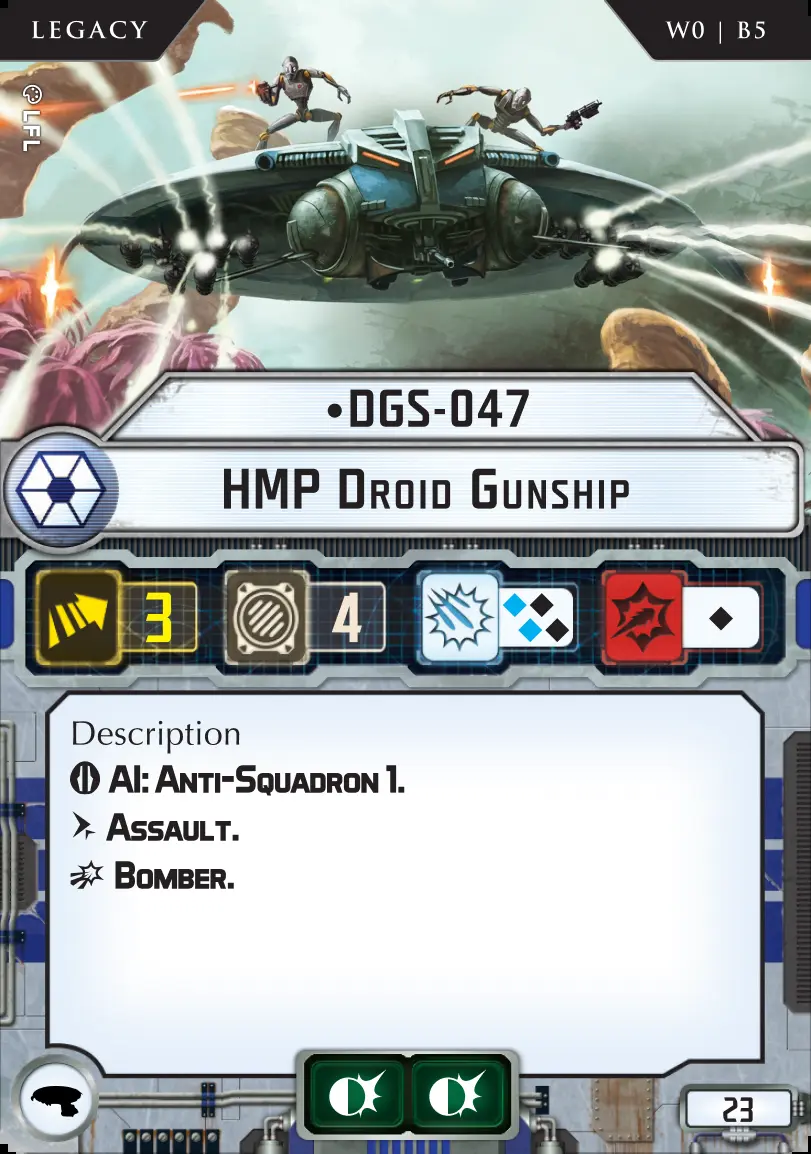 LEGACY
W0 | B5
LFL
•DGS-047
HMP DROID GUNSHIP
3
4
Description
AI: ANTI-SQUADRON 1.
ASSAULT.
BOMBER.
23